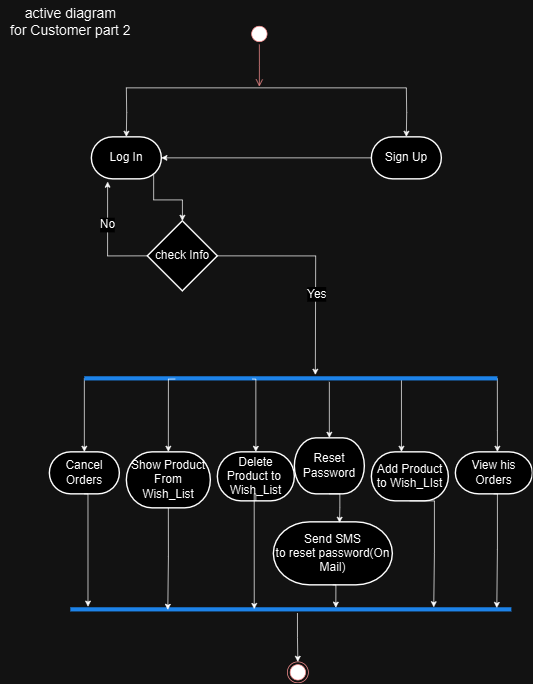 active diagram
for Customer part 2
Log In
Sign Up
No
check Info
Yes
Cancel
Orders
Show Product
From
Wish_List
Delete
Product to
Wish_List
Reset
Password
Add Product
to Wish_LIst
View his
Orders
Send SMS
to reset password(On
Mail)